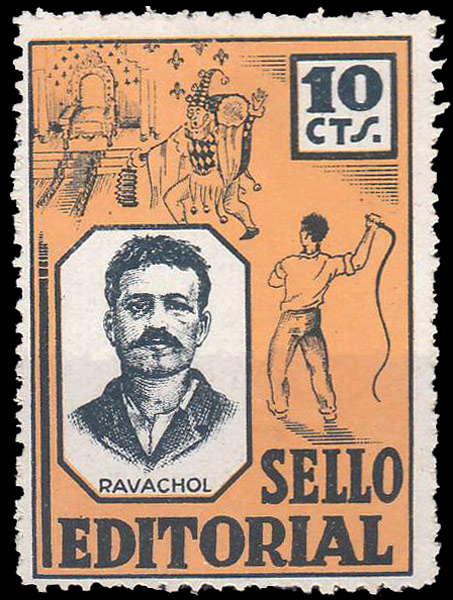 10
CTS.
RAVACHOL
SELLO
EDITORIAL